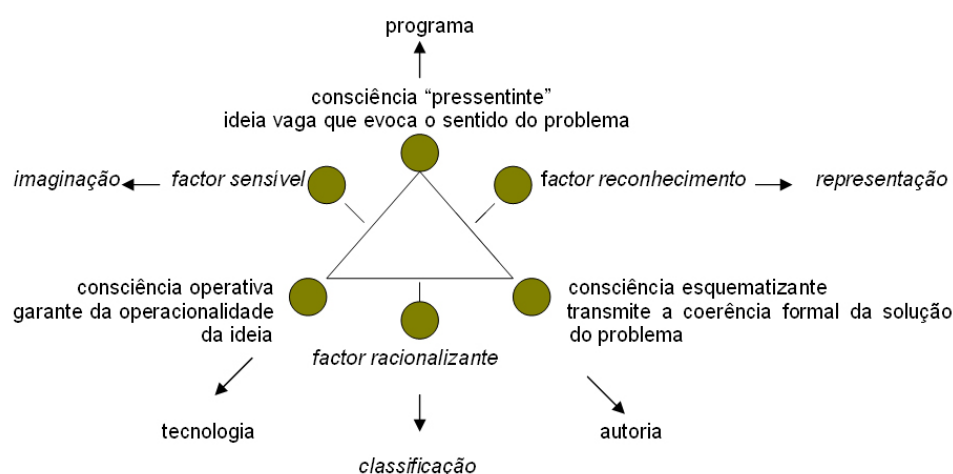 programa
consciência “pressentinte”
ideia vaga que evoca o sentido do problema
imaginação
factor sensivel
factor reconhecimento
representação
consciência operativa
garante da operacionalidade
da ideia
consciência esquematizante
transmite a coerência formal da solução
do problema
factor racionalizante
tecnologia
autoria
classificação